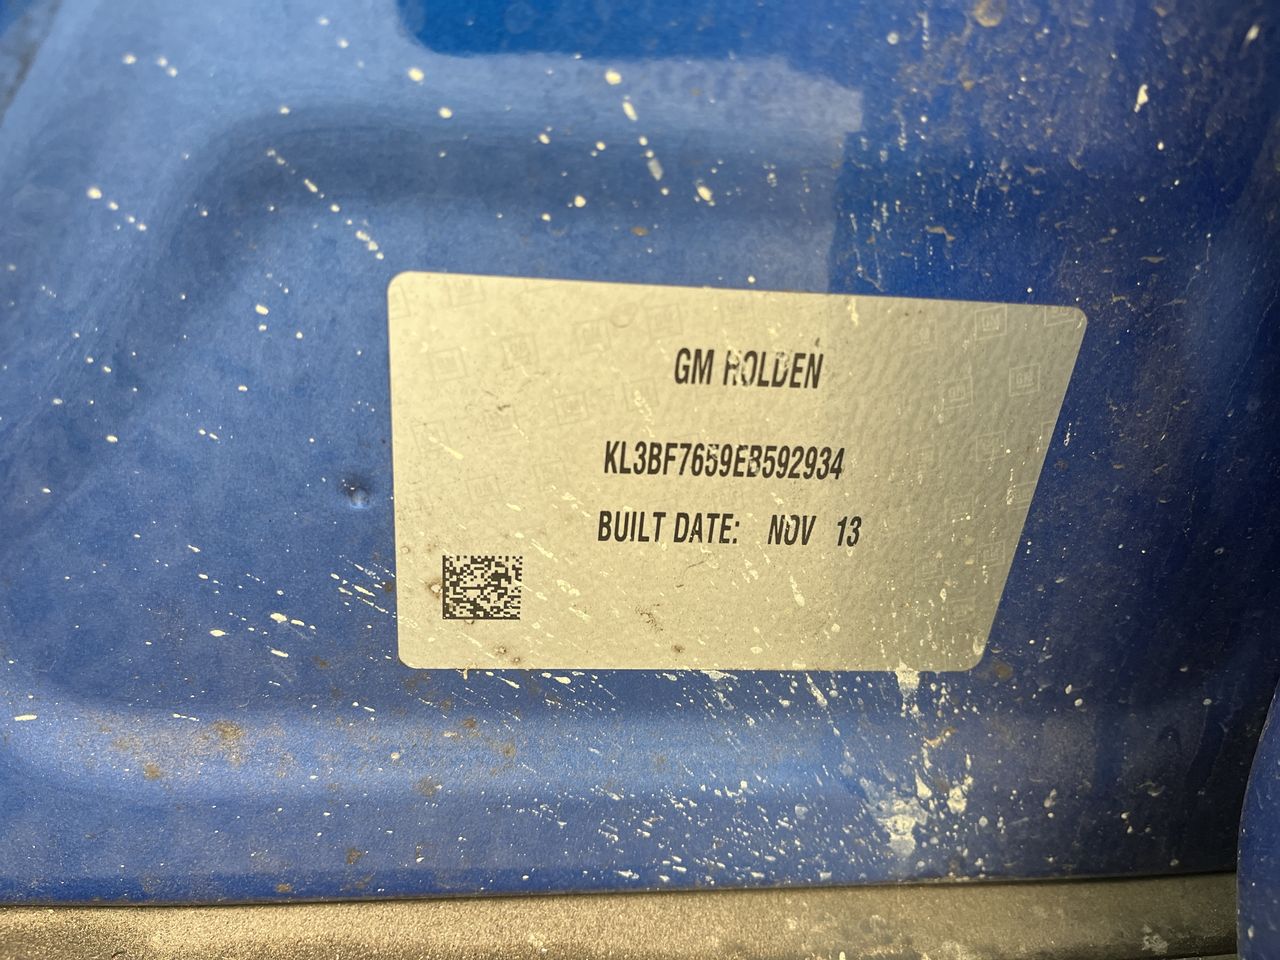 GM HOLDEN
KL3BF7659EB592934
BUILT DATE: NOV 13